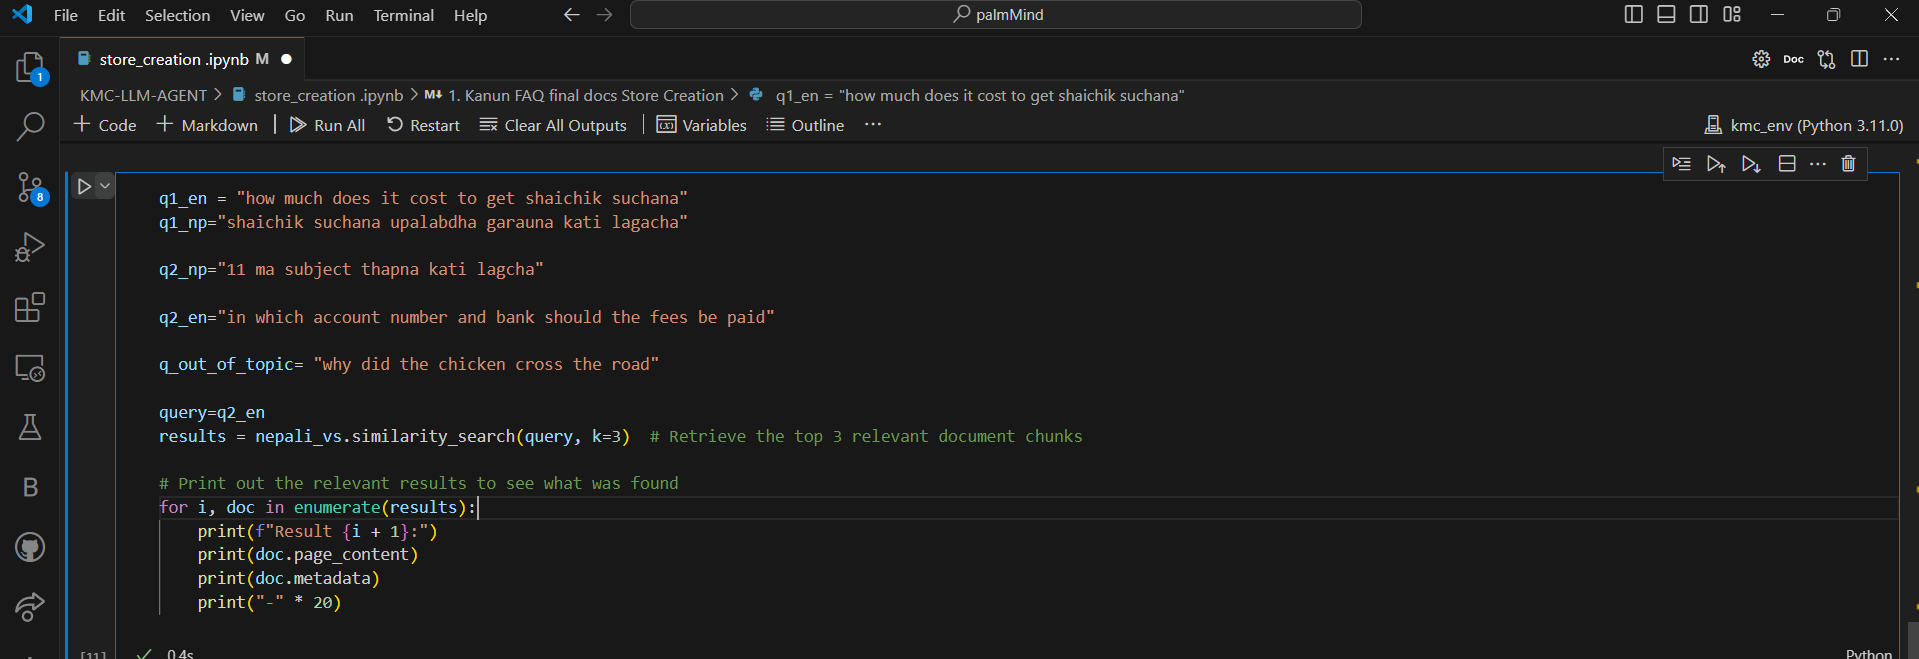 File Edit Selection View Go Run Terminal Help
palmMind
store_creation .ipynb M
Doc
KMC-LLM-AGENT > store_creation .ipynb > M↓ 1. Kanun FAQ final docs Store Creation > q1_en = "how much does it cost to get shaichik suchana"
+ Code + Markdown Run All Restart Clear All Outputs Variables Outline ...
kmc_env (Python 3.11.0)
1
8
B
q1_en = "how much does it cost to get shaichik suchana"
q1_np="shaichik suchana upalabdha garauna kati lagacha"
q2_np="11 ma subject thapna kati lagcha"
q2_en="in which account number and bank should the fees be paid"
q_out_of_topic= "why did the chicken cross the road"
query=q2_en
results = nepali_vs.similarity_search(query, k=3)  # Retrieve the top 3 relevant document chunks
# Print out the relevant results to see what was found
for i, doc in enumerate(results):
    print(f"Result {i + 1}:")
    print(doc.page_content)
    print(doc.metadata)
    print("-" * 20)
[11]
0.4s
Python